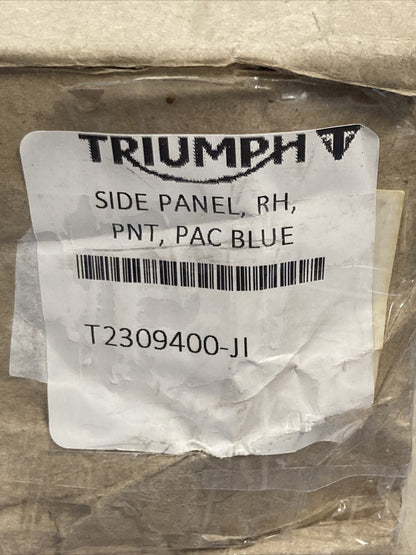 TRIUMPH
SIDE PANEL, RH,
PNT, PAC BLUE
T2309400-JI